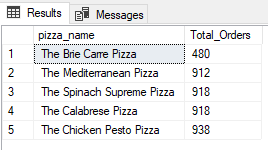 Results Messages
pizza_name Total_Orders
1 The Brie Carre Pizza 480
2 The Mediterranean Pizza 912
3 The Spinach Supreme Pizza 918
4 The Calabrese Pizza 918
5 The Chicken Pesto Pizza 938